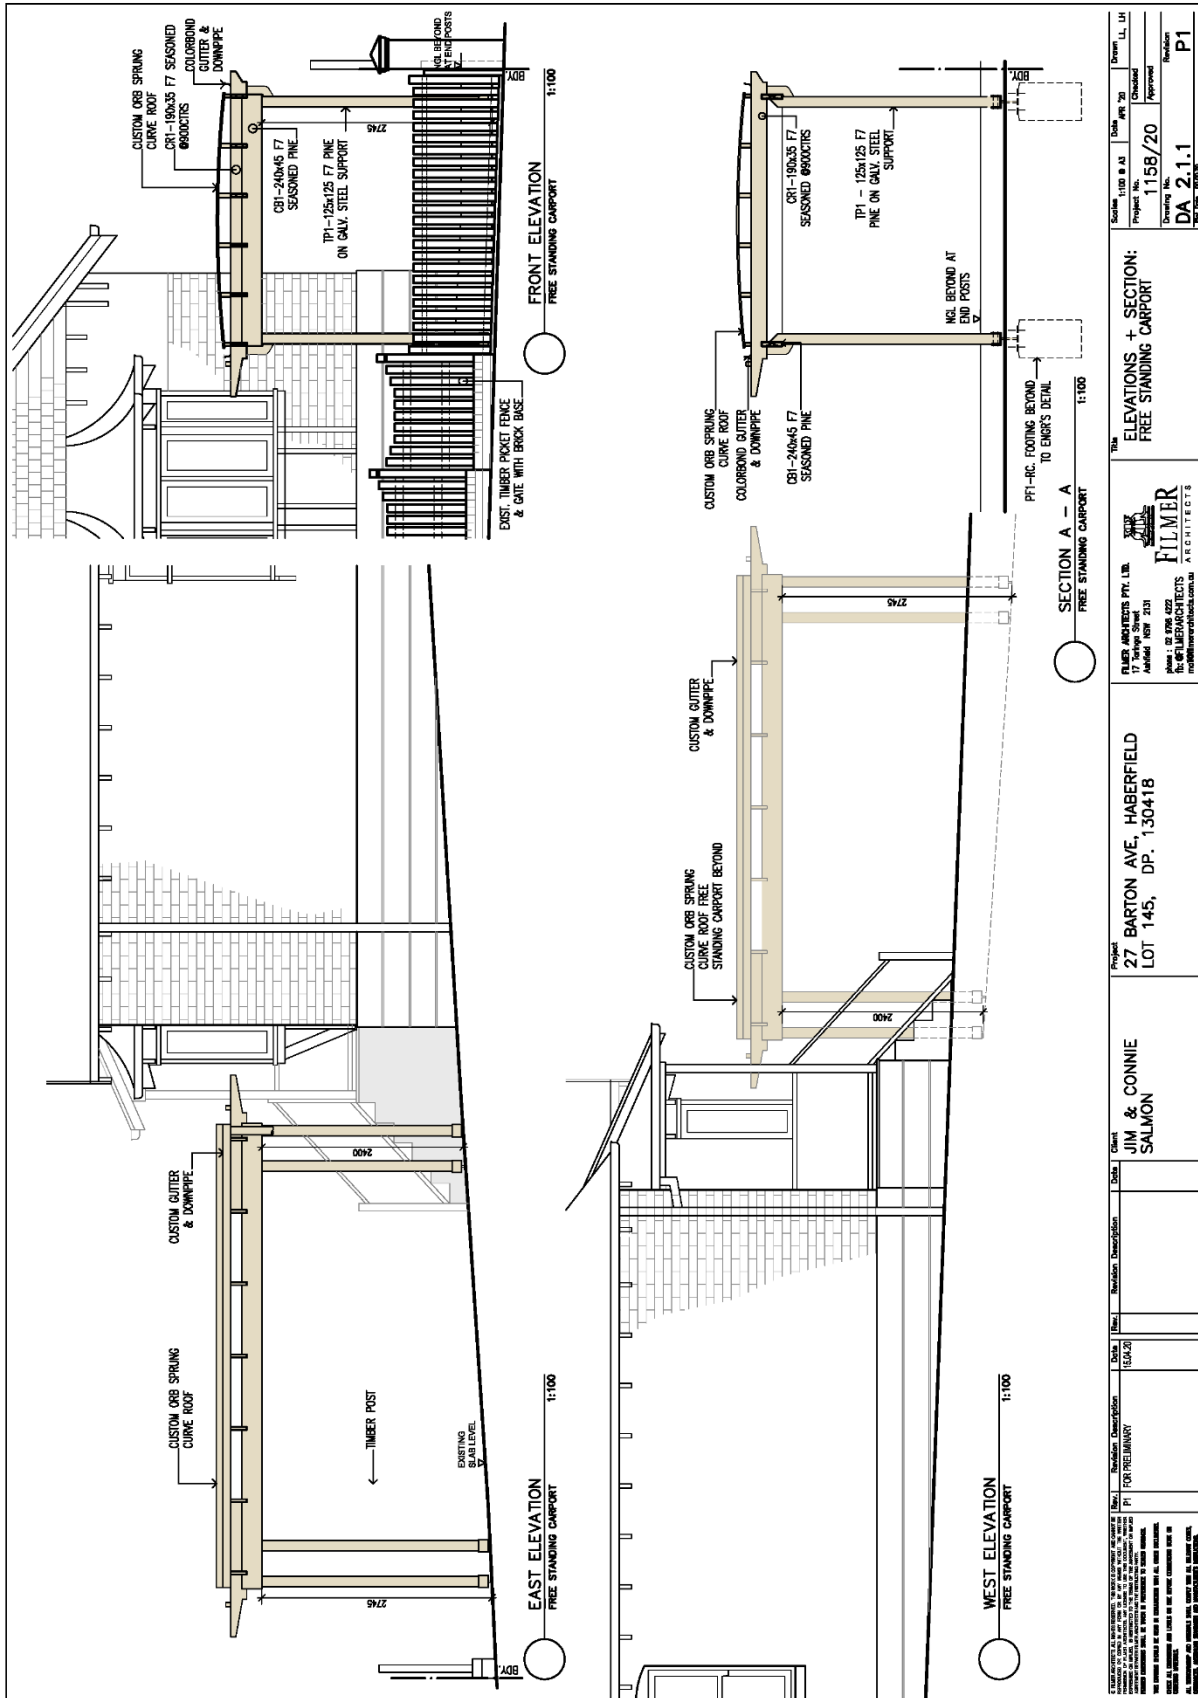 CUSTOM ORB SPRUNG
CURVE ROOF
CUSTOM GUTTER
& DOWNPIPE
2745
2400
TIMBER POST
EXISTING
SLAB LEVEL
BDY.
EAST ELEVATION
FREE STANDING CARPORT
1:100
CUSTOM ORB SPRUNG
CURVE ROOF
CR1-190x35 F7 SEASONED
@900CTRS
COLORBOND
GUTTER &
DOWNPIPE
CB1-240x45 F7
SEASONED PINE
TP1-125x125 F7 PINE
ON GALV. STEEL SUPPORT
2745
NGL BEYOND
AT END POSTS
BDY.
EXIST. TIMBER PICKET FENCE
& GATE WITH BRICK BASE
FRONT ELEVATION
FREE STANDING CARPORT
1:100
CUSTOM ORB SPRUNG
CURVE ROOF FREE
STANDING CARPORT BEYOND
CUSTOM GUTTER
& DOWNPIPE
2400
2745
WEST ELEVATION
FREE STANDING CARPORT
1:100
CUSTOM ORB SPRUNG
CURVE ROOF
COLORBOND GUTTER
& DOWNPIPE
CB1-240x45 F7
SEASONED PINE
CR1-190x35 F7
SEASONED @900CTRS
TP1 - 125x125 F7
PINE ON GALV. STEEL
SUPPORT
NGL BEYOND AT
END POSTS
BDY.
PF1-RC. FOOTING BEYOND
TO ENGR'S DETAIL
SECTION A - A
FREE STANDING CARPORT
1:100
Rev. Revision Description Date
P1 FOR PRELIMINARY 15.04.20
Rev. Revision Description Date
Client
JIM & CONNIE
SALMON
Project
27 BARTON AVE, HABERFIELD
LOT 145, DP. 130418
FILMER ARCHITECTS PTY. LTD.
Ashfield NSW 2131
phone : 02 9798 4222
FILMER
ARCHITECTS
Title
ELEVATIONS + SECTION:
FREE STANDING CARPORT
Scales 1:100 @ A3
Date APR '20
Drawn LL, LH
Project No.
1158/20
Checked
Approved
Drawing No.
DA 2.1.1
Revision
P1